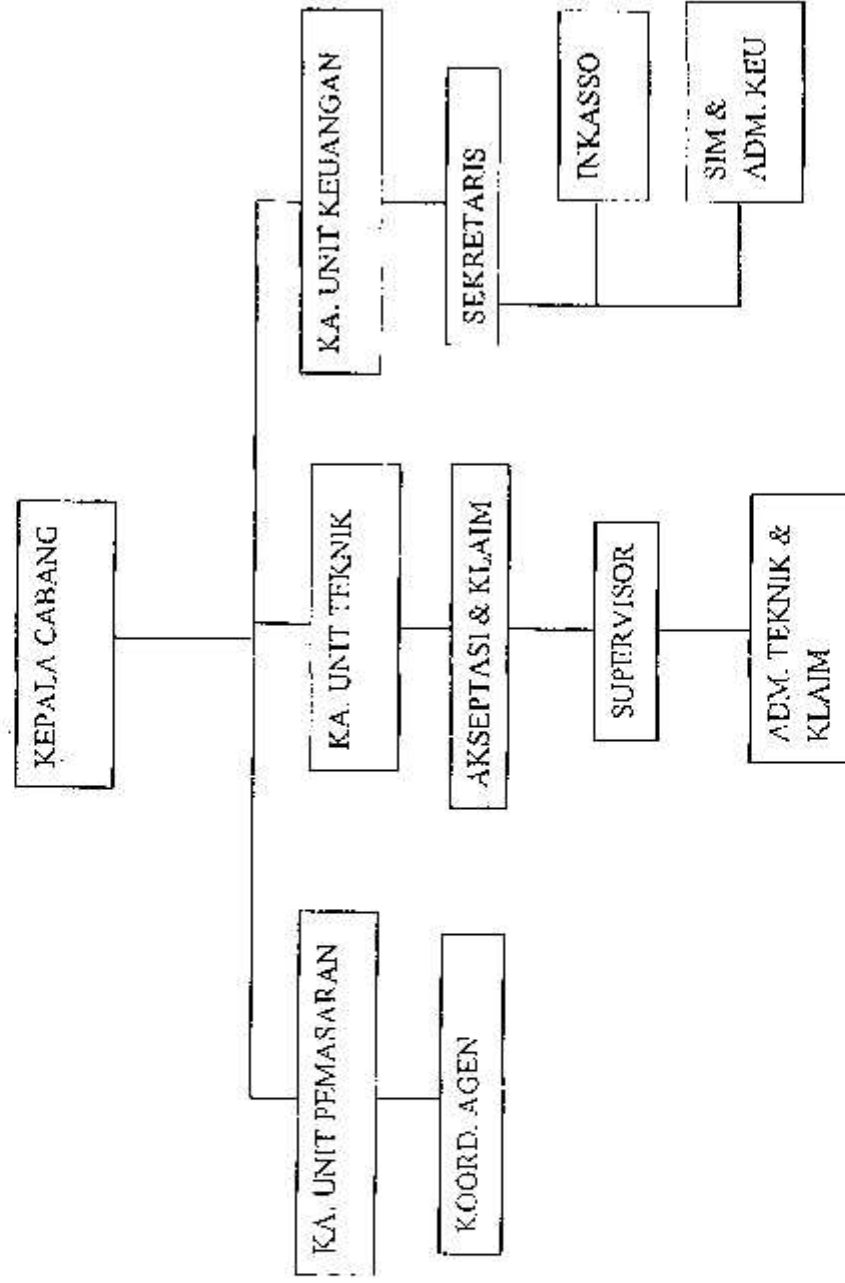 KEPALA CABANG
KA. UNIT PEMASARAN
KA. UNIT TEKNIK
KA. UNIT KEUANGAN
KOORD. AGEN
AKSEPTASI & KLAIM
SEKRETARIS
SUPERVISOR
INKASSO
ADM. TEKNIK &
KLAIM
SIM &
ADM. KEU